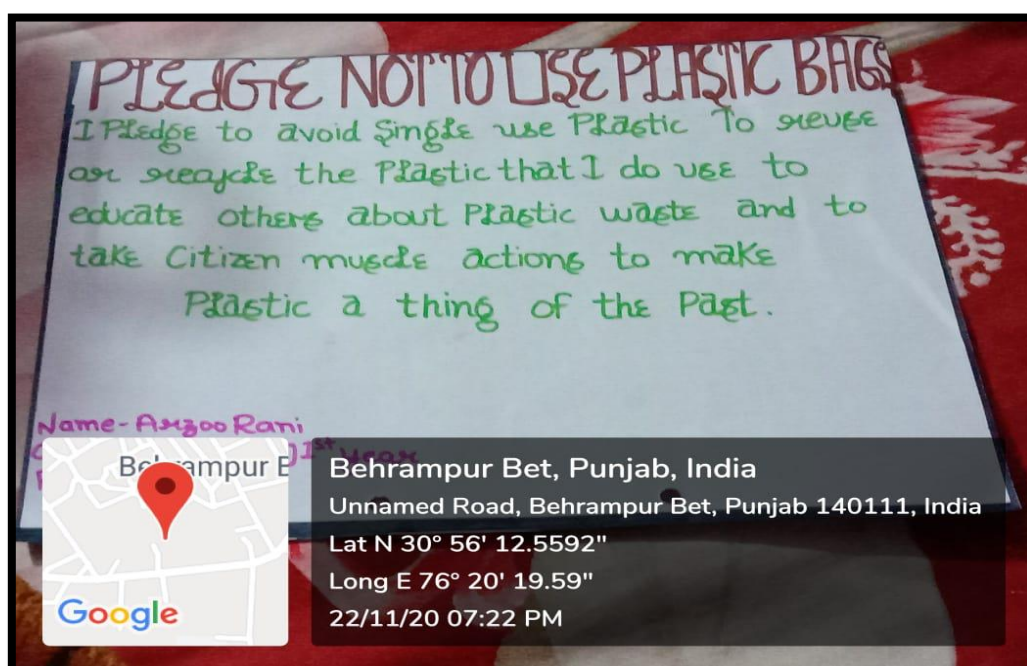 PLEDGE NOT TO USE PLASTIC BAGS
I Pledge to avoid Single use Plastic To reuse
or reaycle the Plastic that I do use to
educate others about Plastic waste and to
take Citizen muscle actions to make
Plastic a thing of the Past.
Name-Arzoo Rani
1st year
Behrampur B
Google
Behrampur Bet, Punjab, India
Unnamed Road, Behrampur Bet, Punjab 140111, India
Lat N 30° 56' 12.5592"
Long E 76° 20' 19.59"
22/11/20 07:22 PM